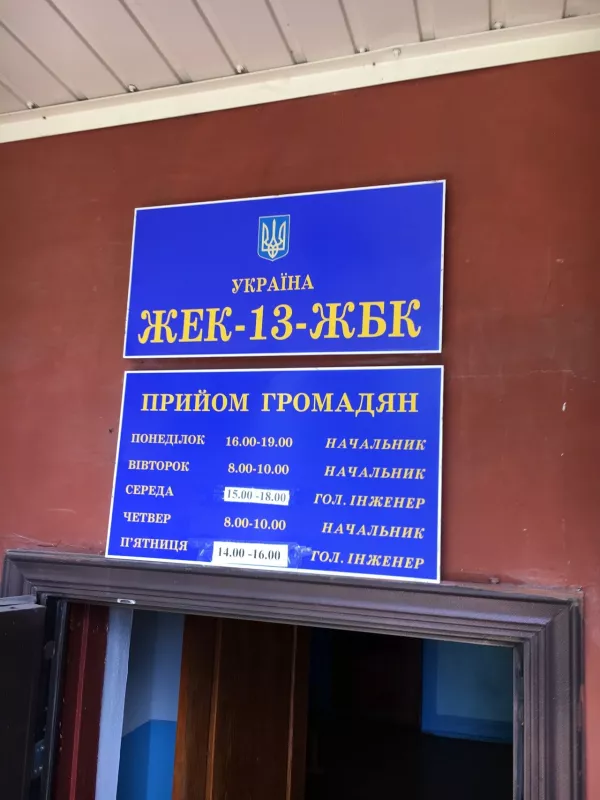 УКРАЇНА
ЖЕК-13-ЖБК
ПРИЙОМ ГРОМАДЯН
ПОНЕДІЛОК 16.00-19.00 НАЧАЛЬНИК
ВІВТОРОК 8.00-10.00 НАЧАЛЬНИК
СЕРЕДА 15.00 -18.00 ГОЛ. ІНЖЕНЕР
ЧЕТВЕР 8.00-10.00 НАЧАЛЬНИК
П'ЯТНИЦЯ 14.00 -16.00 ГОЛ. ІНЖЕНЕР